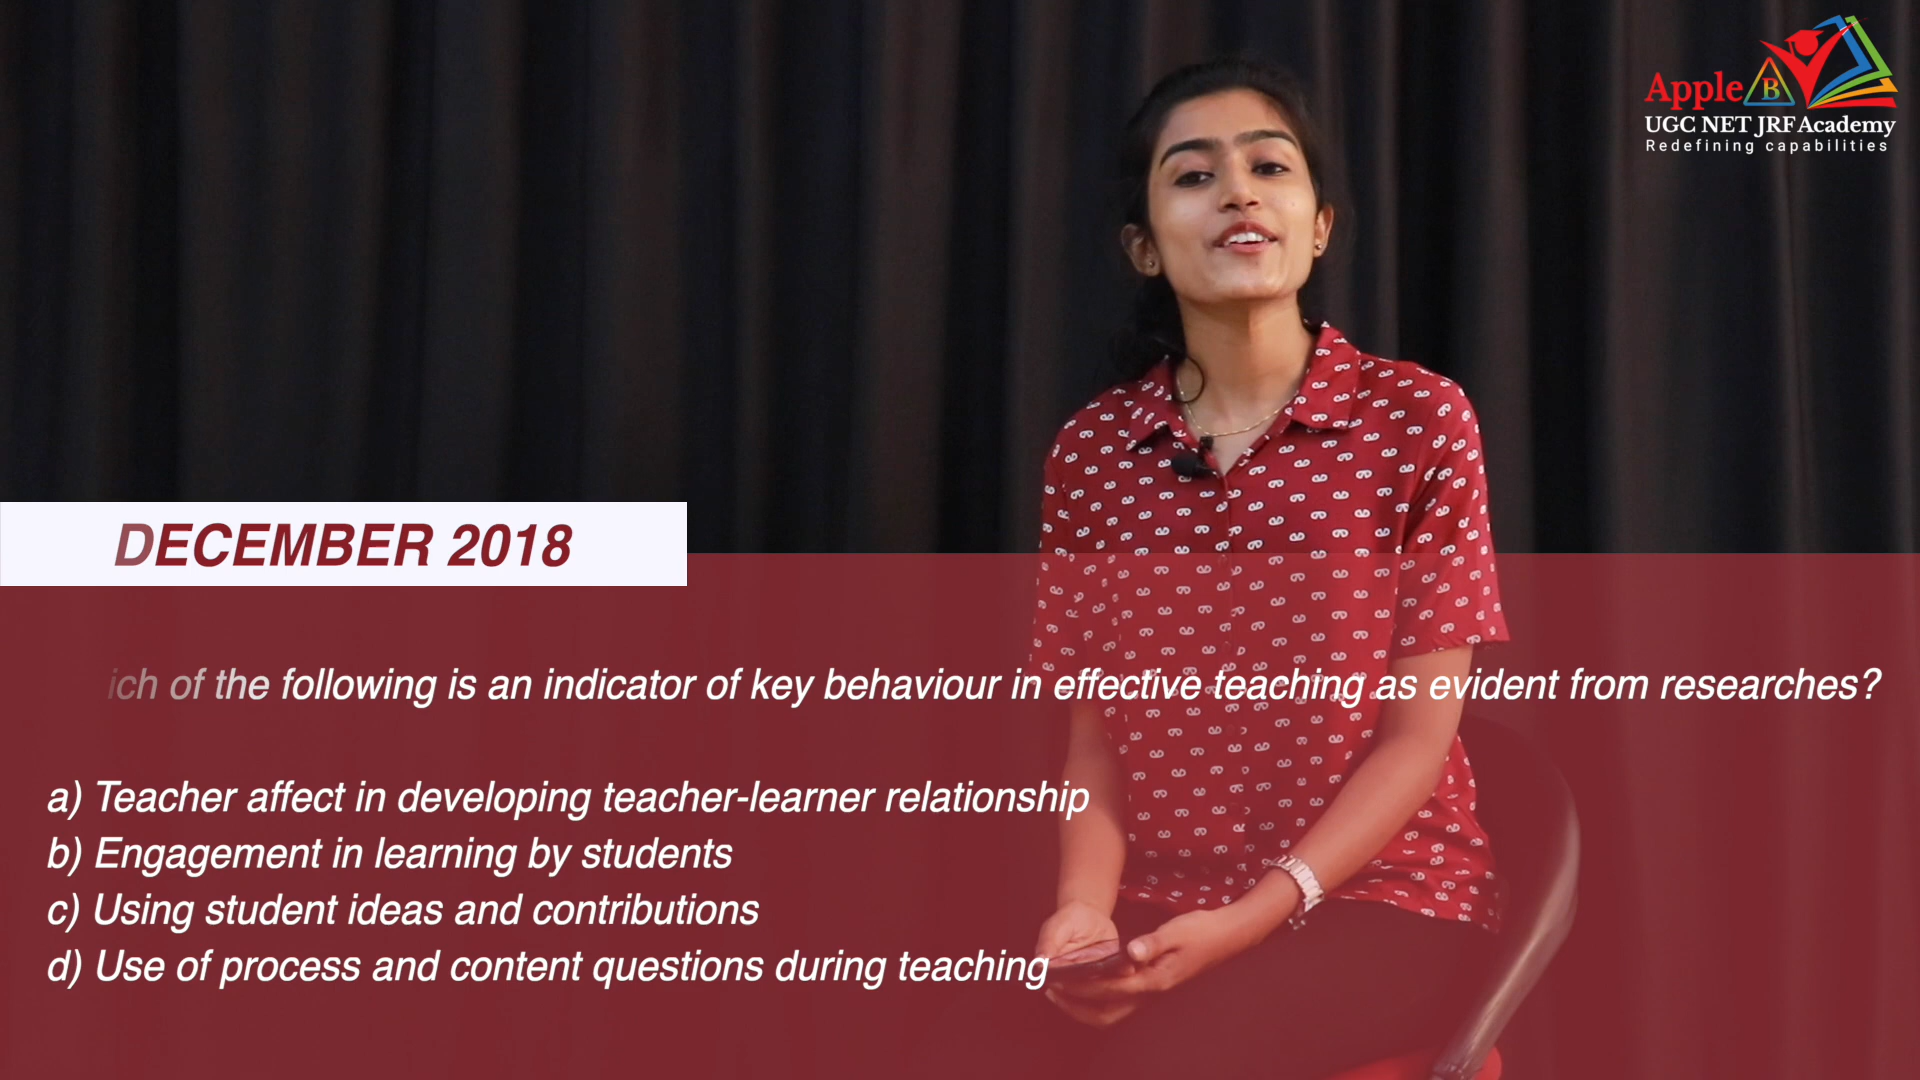 Apple B
UGC NET JRF Academy
Redefining capabilities
DECEMBER 2018
ich of the following is an indicator of key behaviour in effective teaching as evident from researches?
a) Teacher affect in developing teacher-learner relationship
b) Engagement in learning by students
c) Using student ideas and contributions
d) Use of process and content questions during teaching